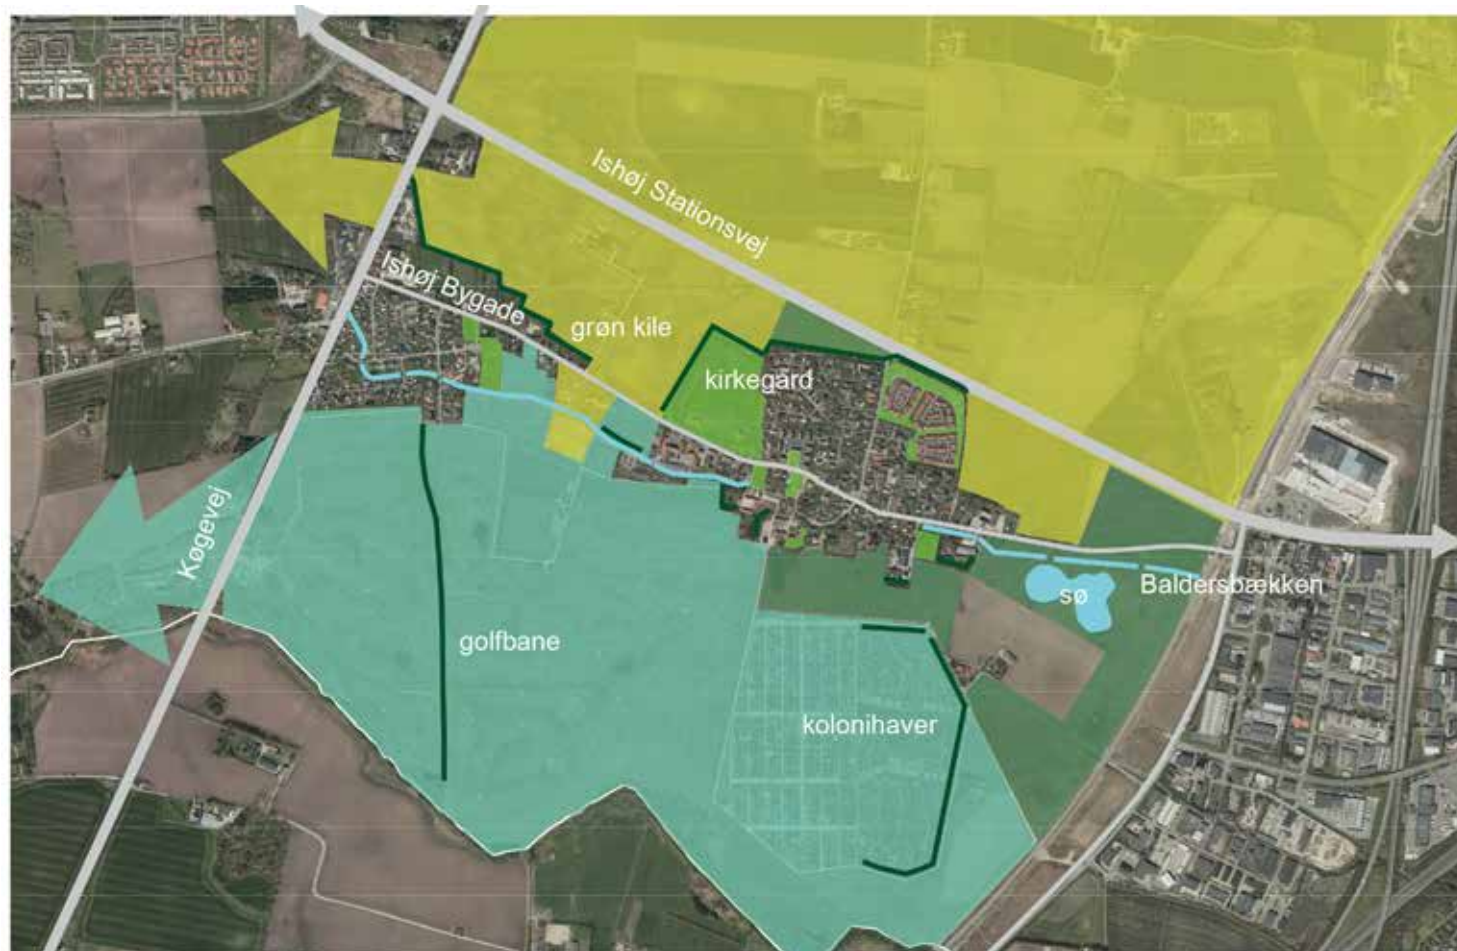 Ishøj Stationsvej
Ishøj Bygade
grøn kile
kirkegård
Køgevej
Baldersbækken
sø
golfbane
kolonihaver